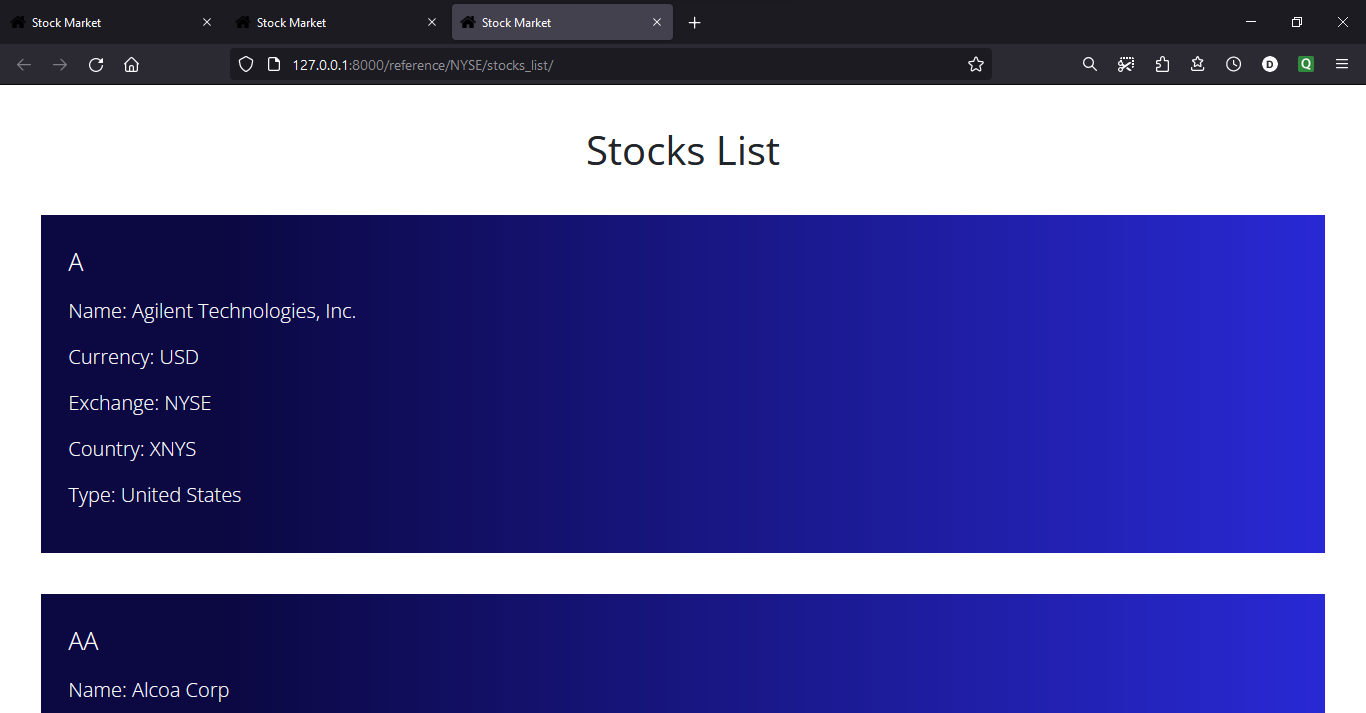 Stock Market
Stock Market
Stock Market
127.0.0.1:8000/reference/NYSE/stocks_list/
D
Q
Stocks List
A
Name: Agilent Technologies, Inc.
Currency: USD
Exchange: NYSE
Country: XNYS
Type: United States
AA
Name: Alcoa Corp